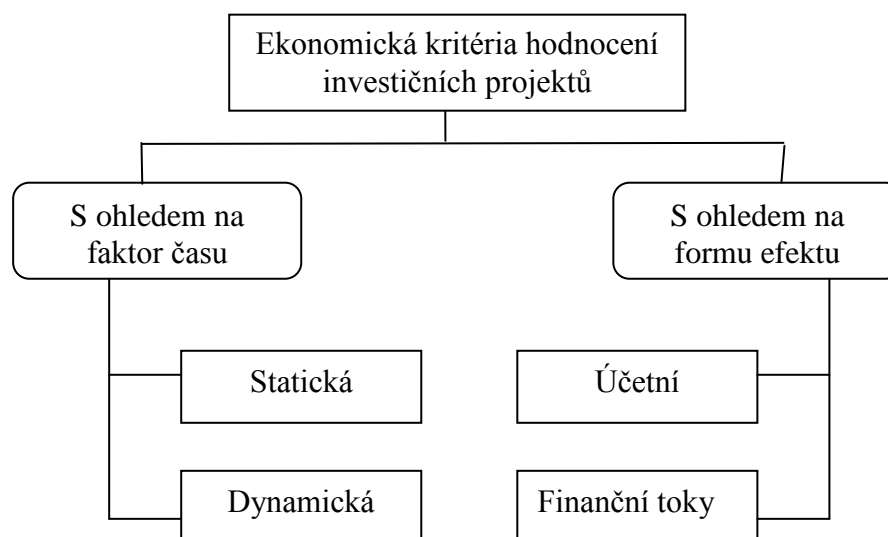 Ekonomická kritéria hodnocení
investičních projektů
S ohledem na
faktor času
S ohledem na
formu efektu
Statická
Účetní
Dynamická
Finanční toky